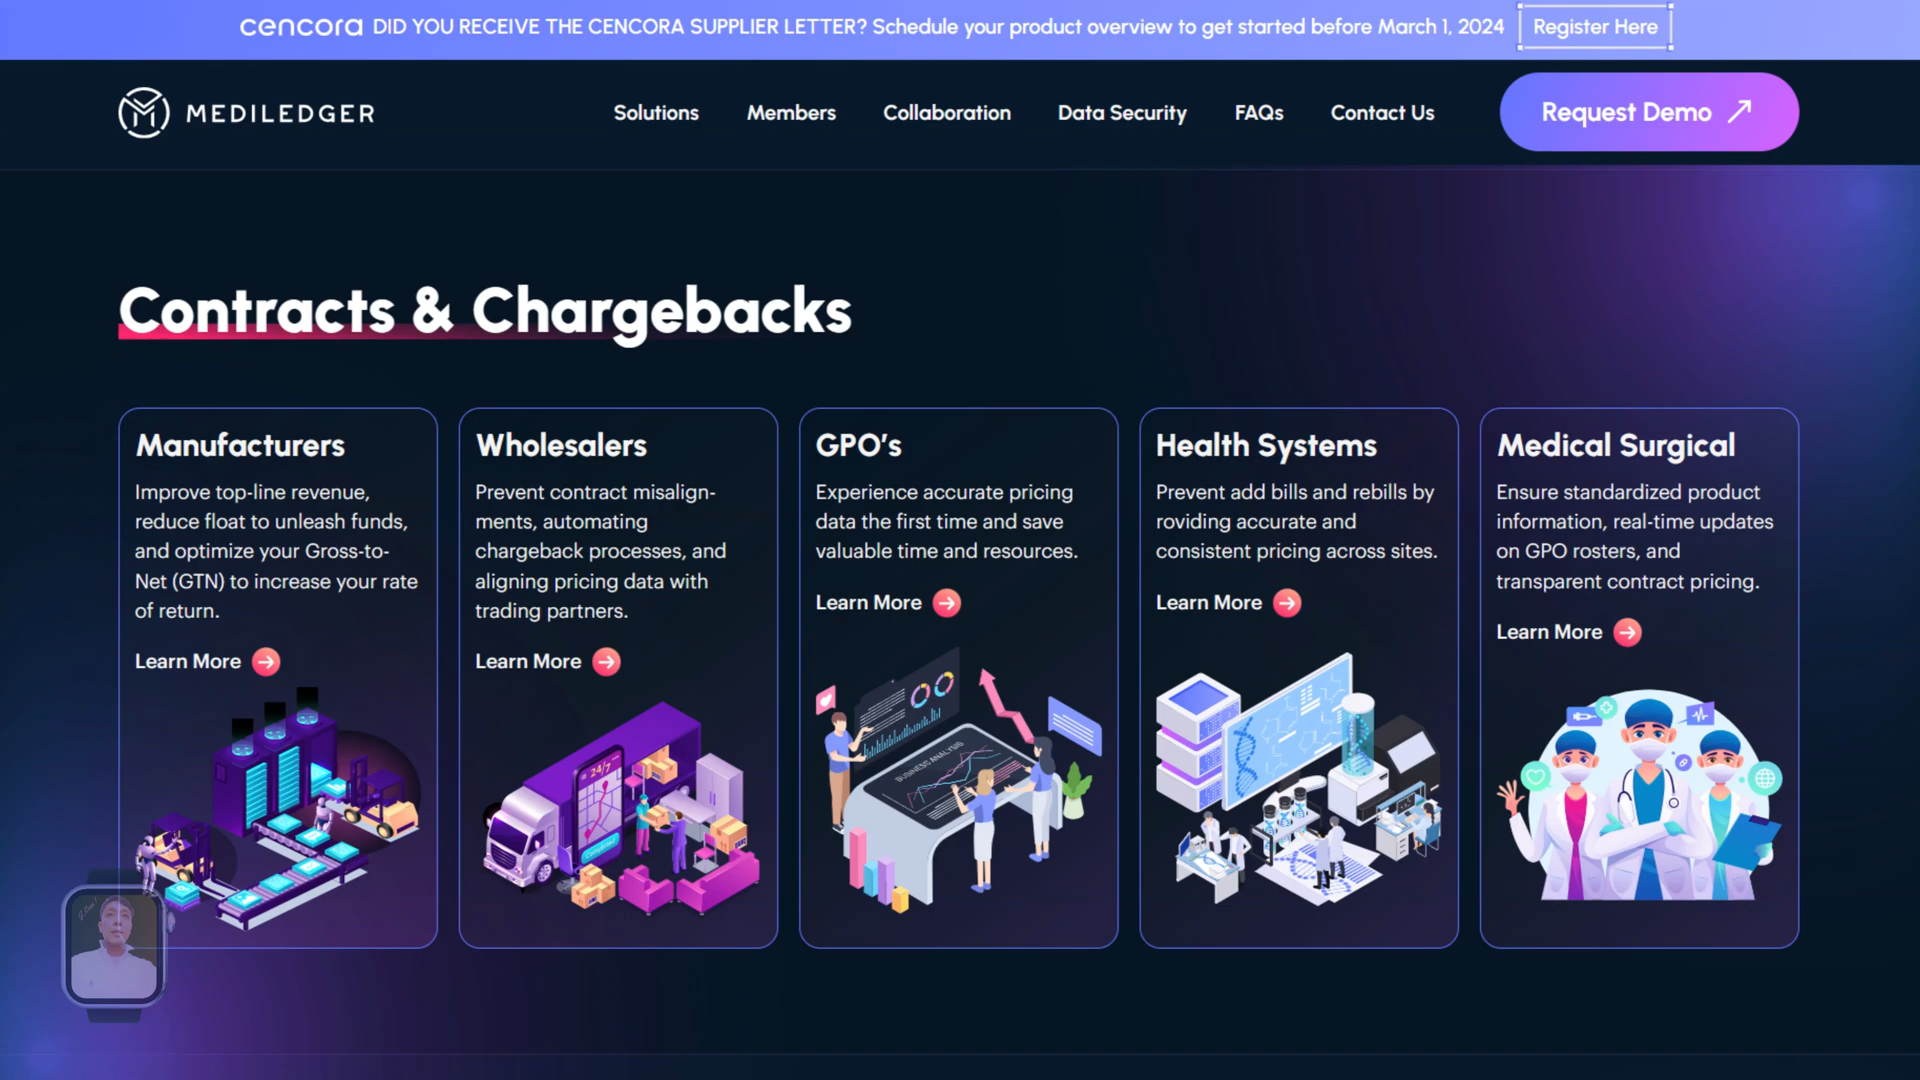 cencora DID YOU RECEIVE THE CENCORA SUPPLIER LETTER? Schedule your product overview to get started before March 1, 2024 Register Here
MEDILEDGER
Solutions
Members
Collaboration
Data Security
FAQs
Contact Us
Request Demo
Contracts & Chargebacks
Manufacturers
Improve top-line revenue,
reduce float to unleash funds,
and optimize your Gross-to-
Net (GTN) to increase your rate
of return.
Learn More
Wholesalers
Prevent contract misalign-
ments, automating
chargeback processes, and
aligning pricing data with
trading partners.
Learn More
24/7
GPO's
Experience accurate pricing
data the first time and save
valuable time and resources.
Learn More
BUSINESS ANALYSIS
Health Systems
Prevent add bills and rebills by
roviding accurate and
consistent pricing across sites.
Learn More
Medical Surgical
Ensure standardized product
information, real-time updates
on GPO rosters, and
transparent contract pricing.
Learn More